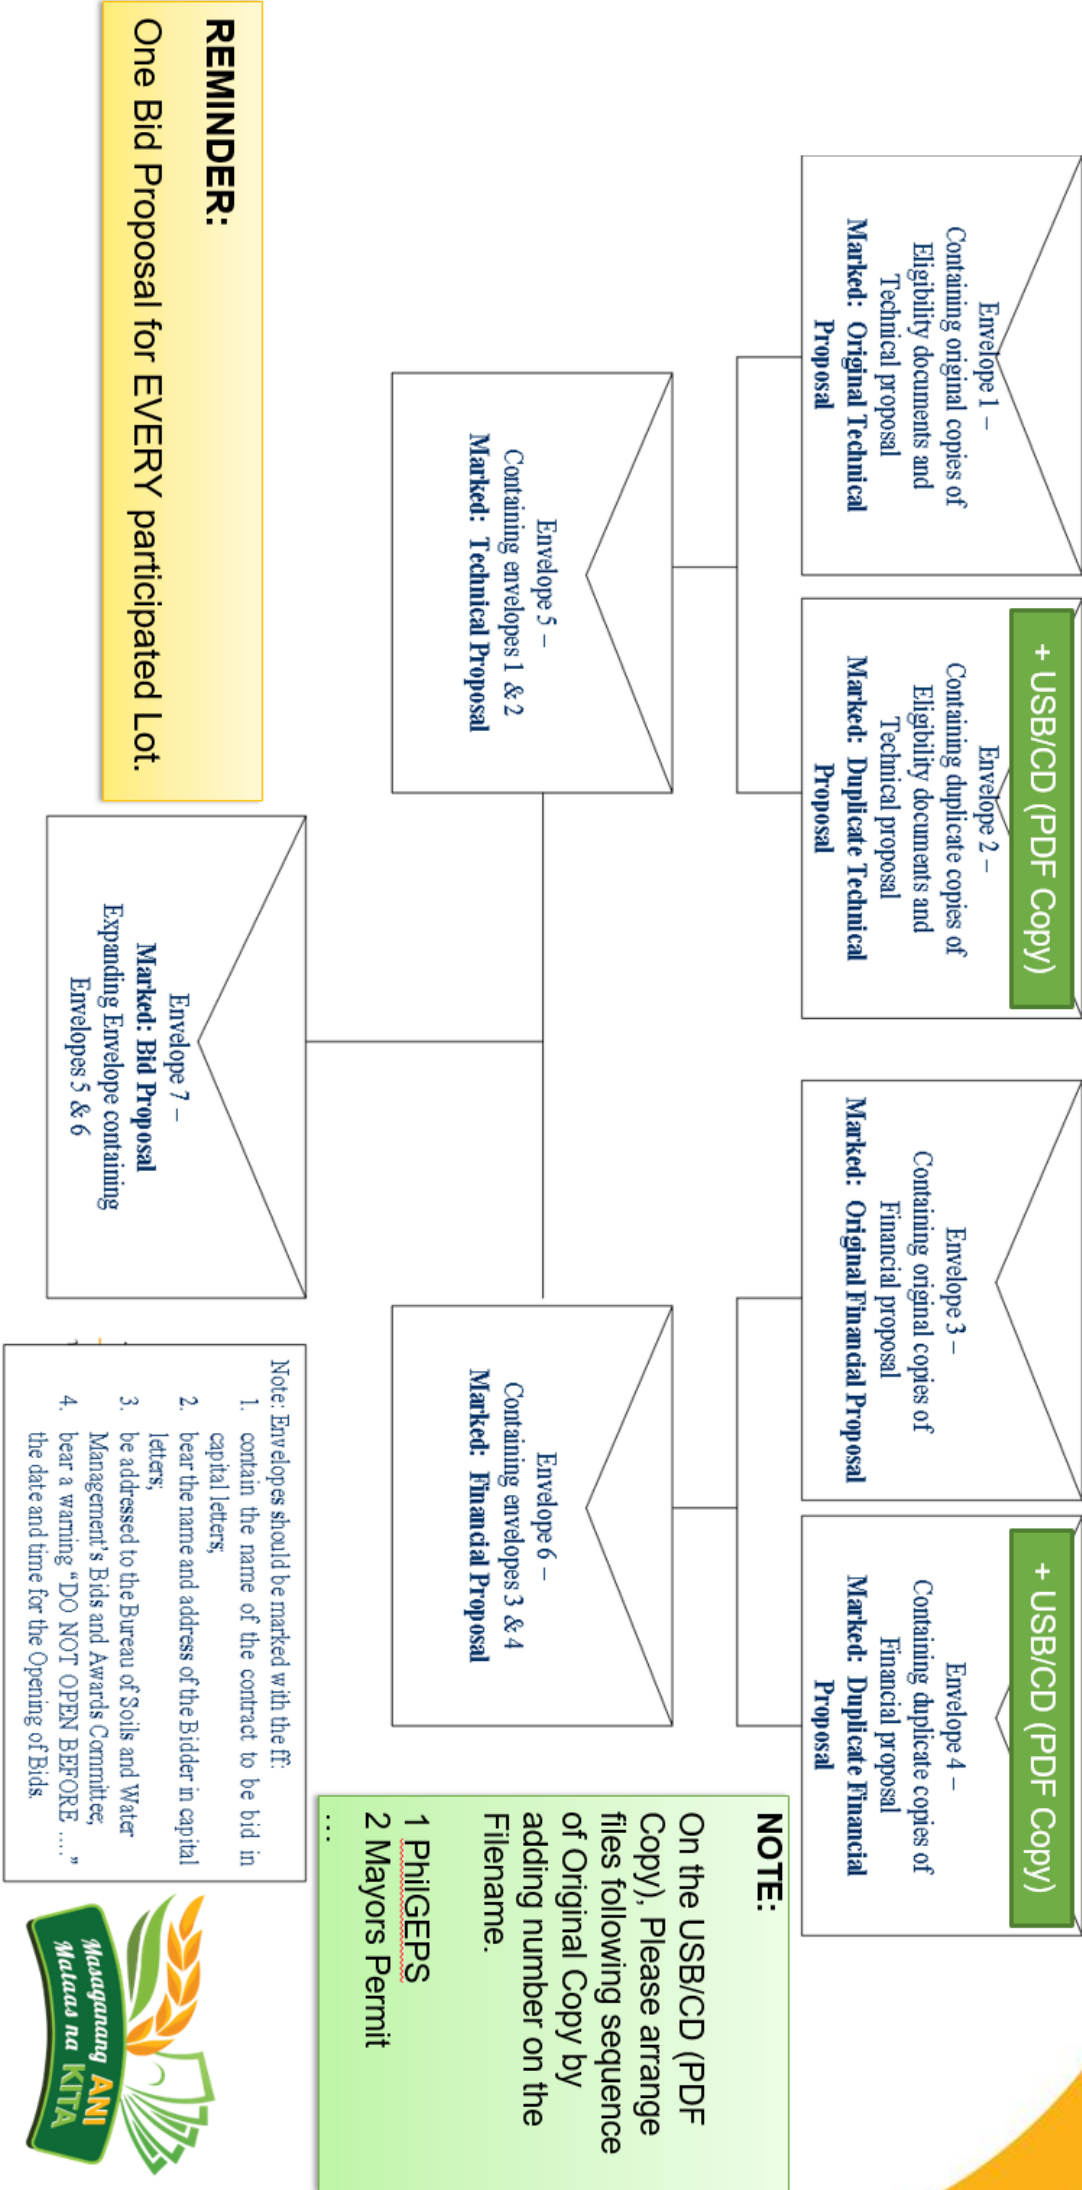 Envelope 1 –
Containing original copies of
Eligibility documents and
Technical proposal
Marked: Original Technical
Proposal
+ USB/CD (PDF Copy)
Envelope 2 –
Containing duplicate copies of
Eligibility documents and
Technical proposal
Marked: Duplicate Technical
Proposal
Envelope 3 –
Containing original copies of
Financial proposal
Marked: Original Financial Proposal
+ USB/CD (PDF Copy)
Envelope 4 –
Containing duplicate copies of
Financial proposal
Marked: Duplicate Financial
Proposal
Envelope 5 –
Containing envelopes 1 & 2
Marked: Technical Proposal
Envelope 6 –
Containing envelopes 3 & 4
Marked: Financial Proposal
NOTE:
On the USB/CD (PDF
Copy), Please arrange
files following sequence
of Original Copy by
adding number on the
Filename.
1 PhilGEPS
2 Mayors Permit
...
REMINDER:
One Bid Proposal for EVERY participated Lot.
Envelope 7 –
Marked: Bid Proposal
Expanding Envelope containing
Envelopes 5 & 6
Note: Envelopes should be marked with the ff:
1. contain the name of the contract to be bid in
capital letters;
2. bear the name and address of the Bidder in capital
letters;
3. be addressed to the Bureau of Soils and Water
Management's Bids and Awards Committee;
4. bear a warning “DO NOT OPEN BEFORE ....”
the date and time for the Opening of Bids.
Masaganang ANI
Mataas na KITA